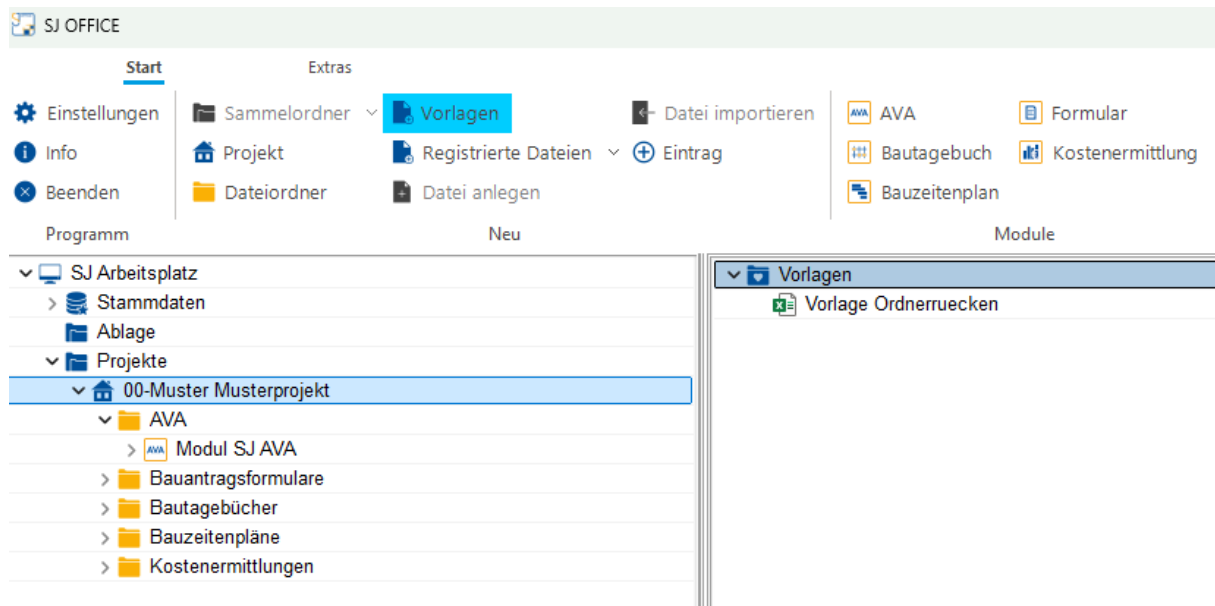 SJ OFFICE
Start Extras
Einstellungen Sammelordner Vorlagen Datei importieren AVA AVA Formular
Info Projekt Registrierte Dateien Eintrag Bautagebuch Kostenermittlung
Beenden Dateiordner Datei anlegen Bauzeitenplan
Programm Neu Module
SJ Arbeitsplatz
Stammdaten
Ablage
Projekte
00-Muster Musterprojekt
AVA
AVA Modul SJ AVA
Bauantragsformulare
Bautagebücher
Bauzeitenpläne
Kostenermittlungen
Vorlagen
Vorlage Ordnerruecken